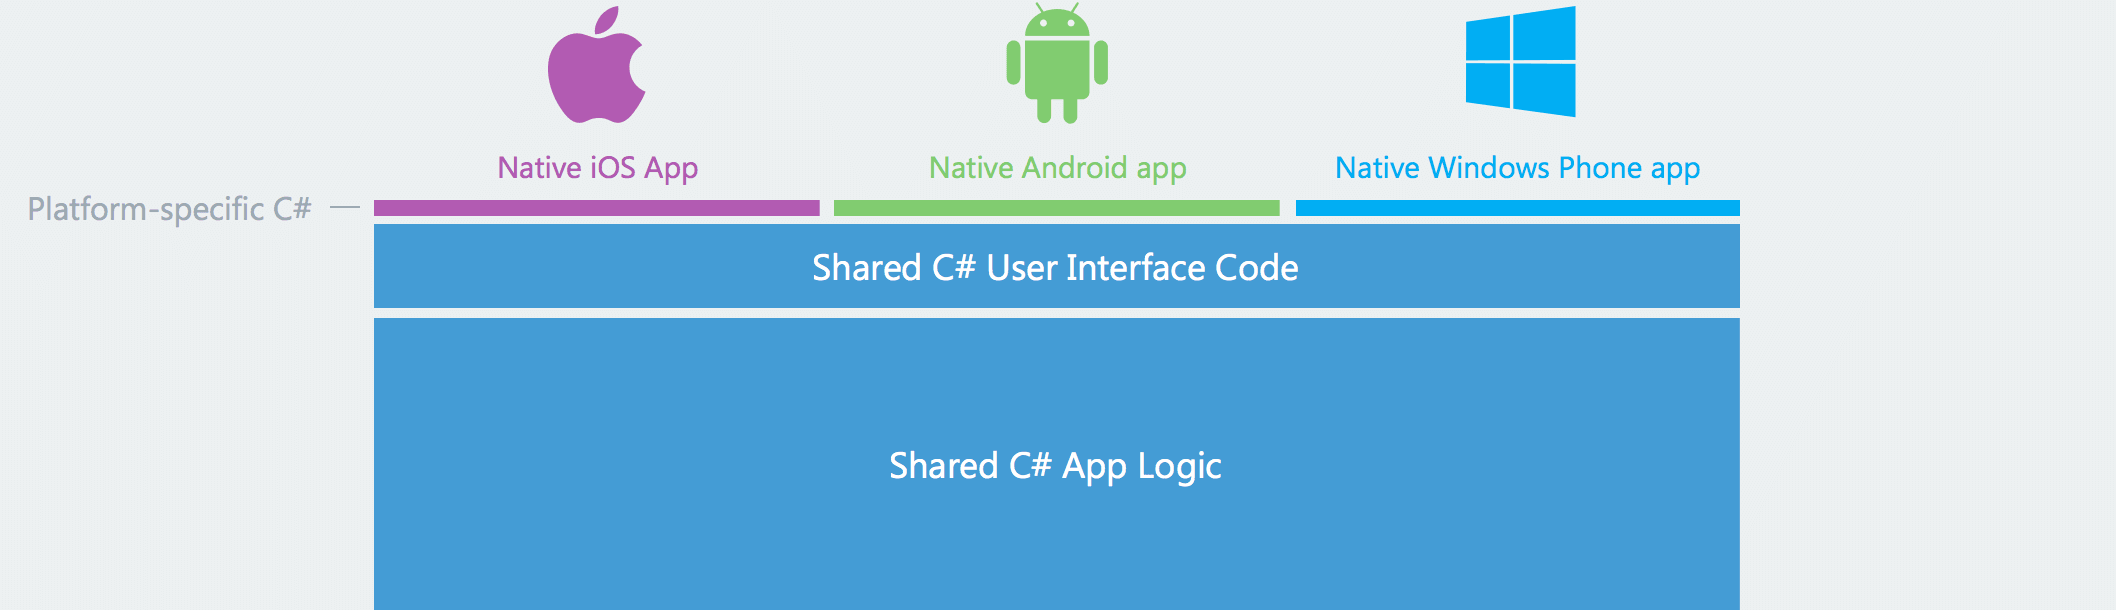 Native iOS App
Native Android app
Native Windows Phone app
Platform-specific C#
Shared C# User Interface Code
Shared C# App Logic